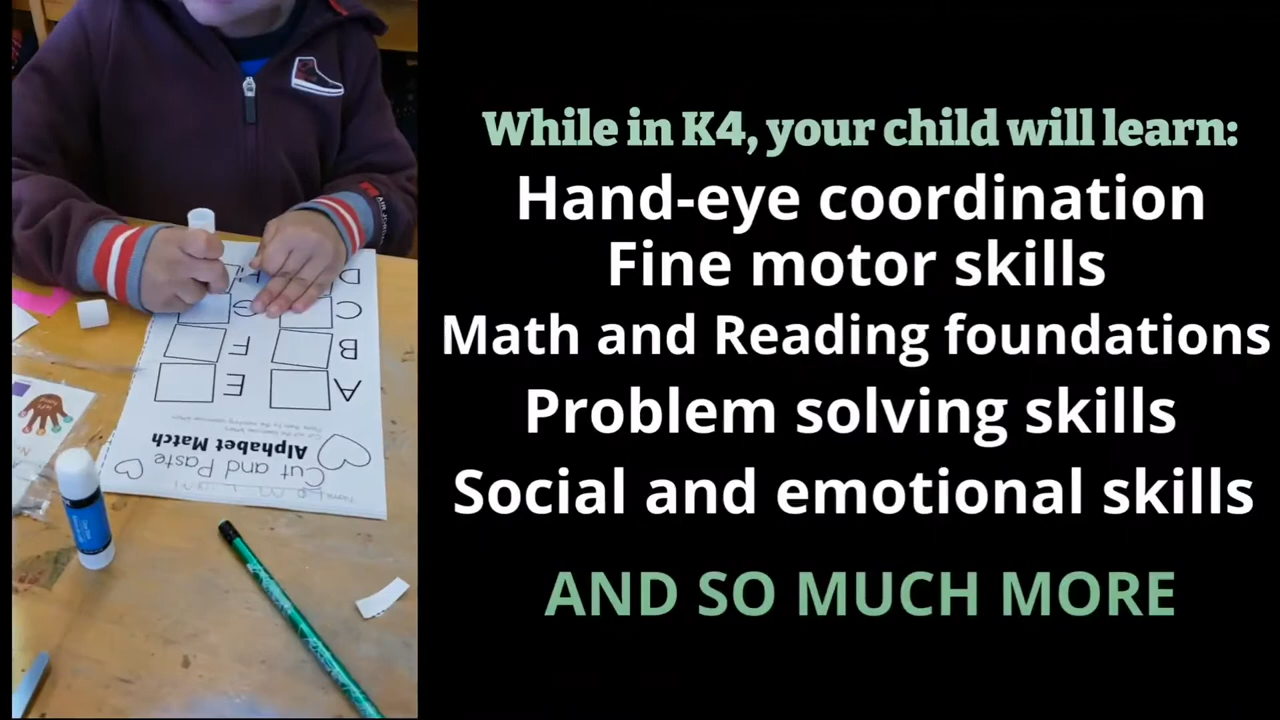 While in K4, your child will learn:
Hand-eye coordination
Fine motor skills
Math and Reading foundations
Problem solving skills
Social and emotional skills
AND SO MUCH MORE
Cut and Paste
Alphabet Match
A E
B F
C G
D H